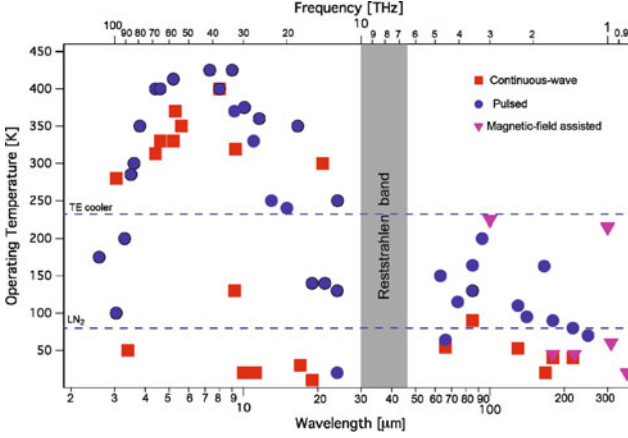 Frequency [THz]
100 90 80 70 60 50 40 30 20 10 9 8 7 6 5 4 3 2 1 0.9
Operating Temperature [K]
450
400
350
300
250
200
150
100
50
Continuous-wave
Pulsed
Magnetic-field assisted
TE cooler
LN2
Reststrahlen band
2 3 4 5 6 7 8 9 10 20 30 40 50 60 70 80 90 100 200 300
Wavelength [μm]